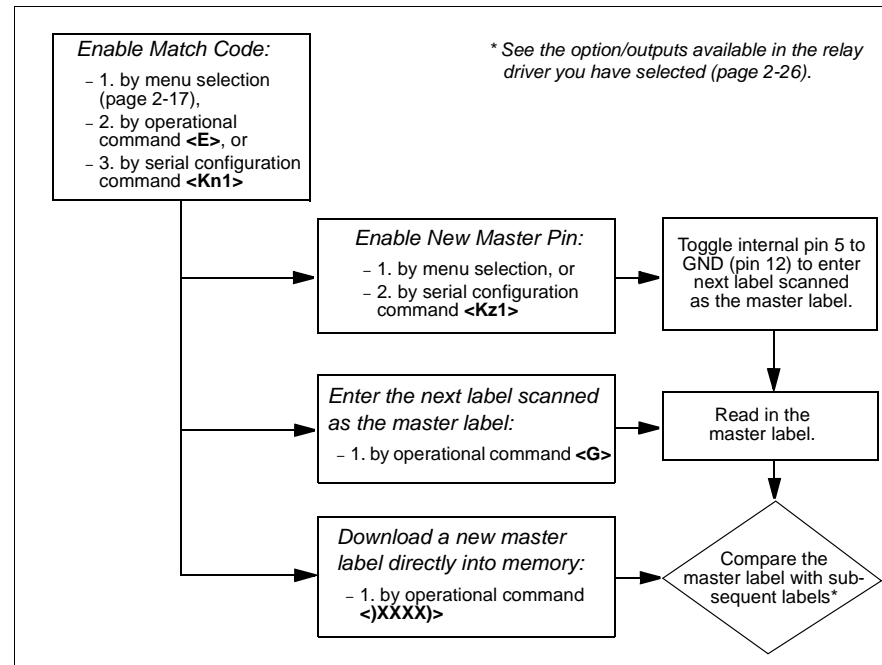 Enable Match Code:
– 1. by menu selection
(page 2-17),
– 2. by operational
command <E>, or
– 3. by serial configuration
command <Kn1>
* See the option/outputs available in the relay
driver you have selected (page 2-26).
Enable New Master Pin:
– 1. by menu selection, or
– 2. by serial configuration
command <Kz1>
Toggle internal pin 5 to
GND (pin 12) to enter
next label scanned
as the master label.
Enter the next label scanned
as the master label:
– 1. by operational command <G>
Read in the
master label.
Download a new master
label directly into memory:
– 1. by operational command
<)XXXX)>
Compare the
master label with sub-
sequent labels*